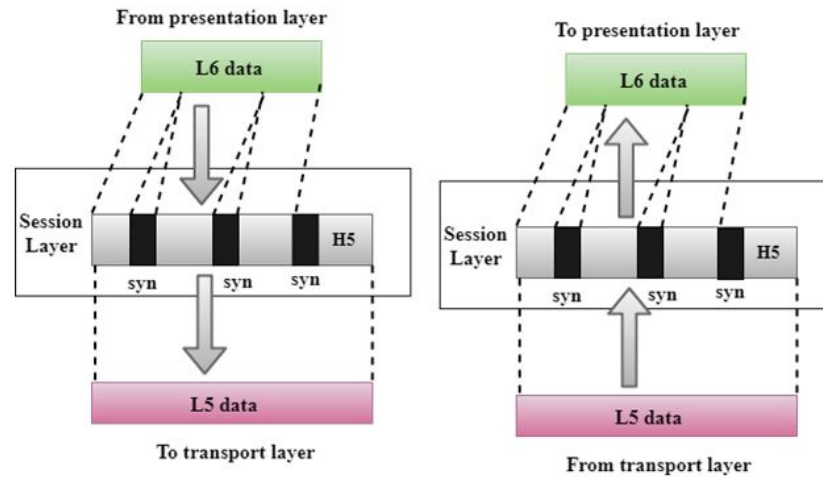 From presentation layer
L6 data
Session
Layer
H5
syn
syn
syn
L5 data
To transport layer
To presentation layer
L6 data
Session
Layer
H5
syn
syn
syn
L5 data
From transport layer